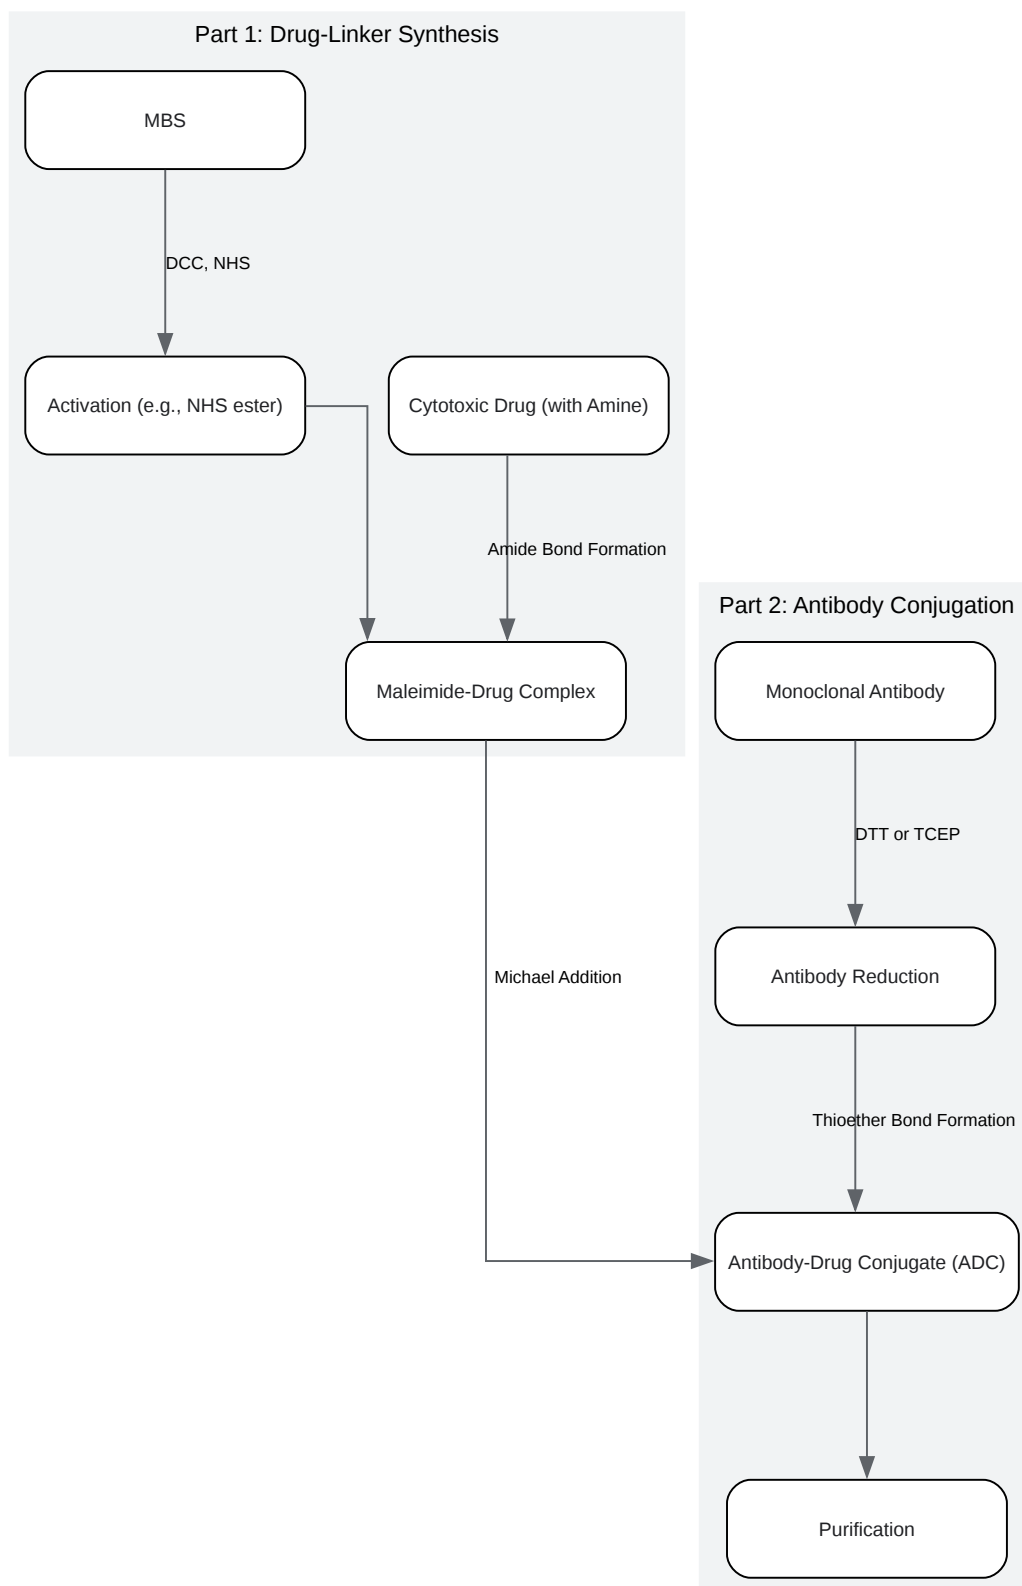 Part 1: Drug-Linker Synthesis
MBS
DCC, NHS
Activation (e.g., NHS ester)
Cytotoxic Drug (with Amine)
Amide Bond Formation
Maleimide-Drug Complex
Part 2: Antibody Conjugation
Monoclonal Antibody
DTT or TCEP
Antibody Reduction
Michael Addition
Thioether Bond Formation
Antibody-Drug Conjugate (ADC)
Purification